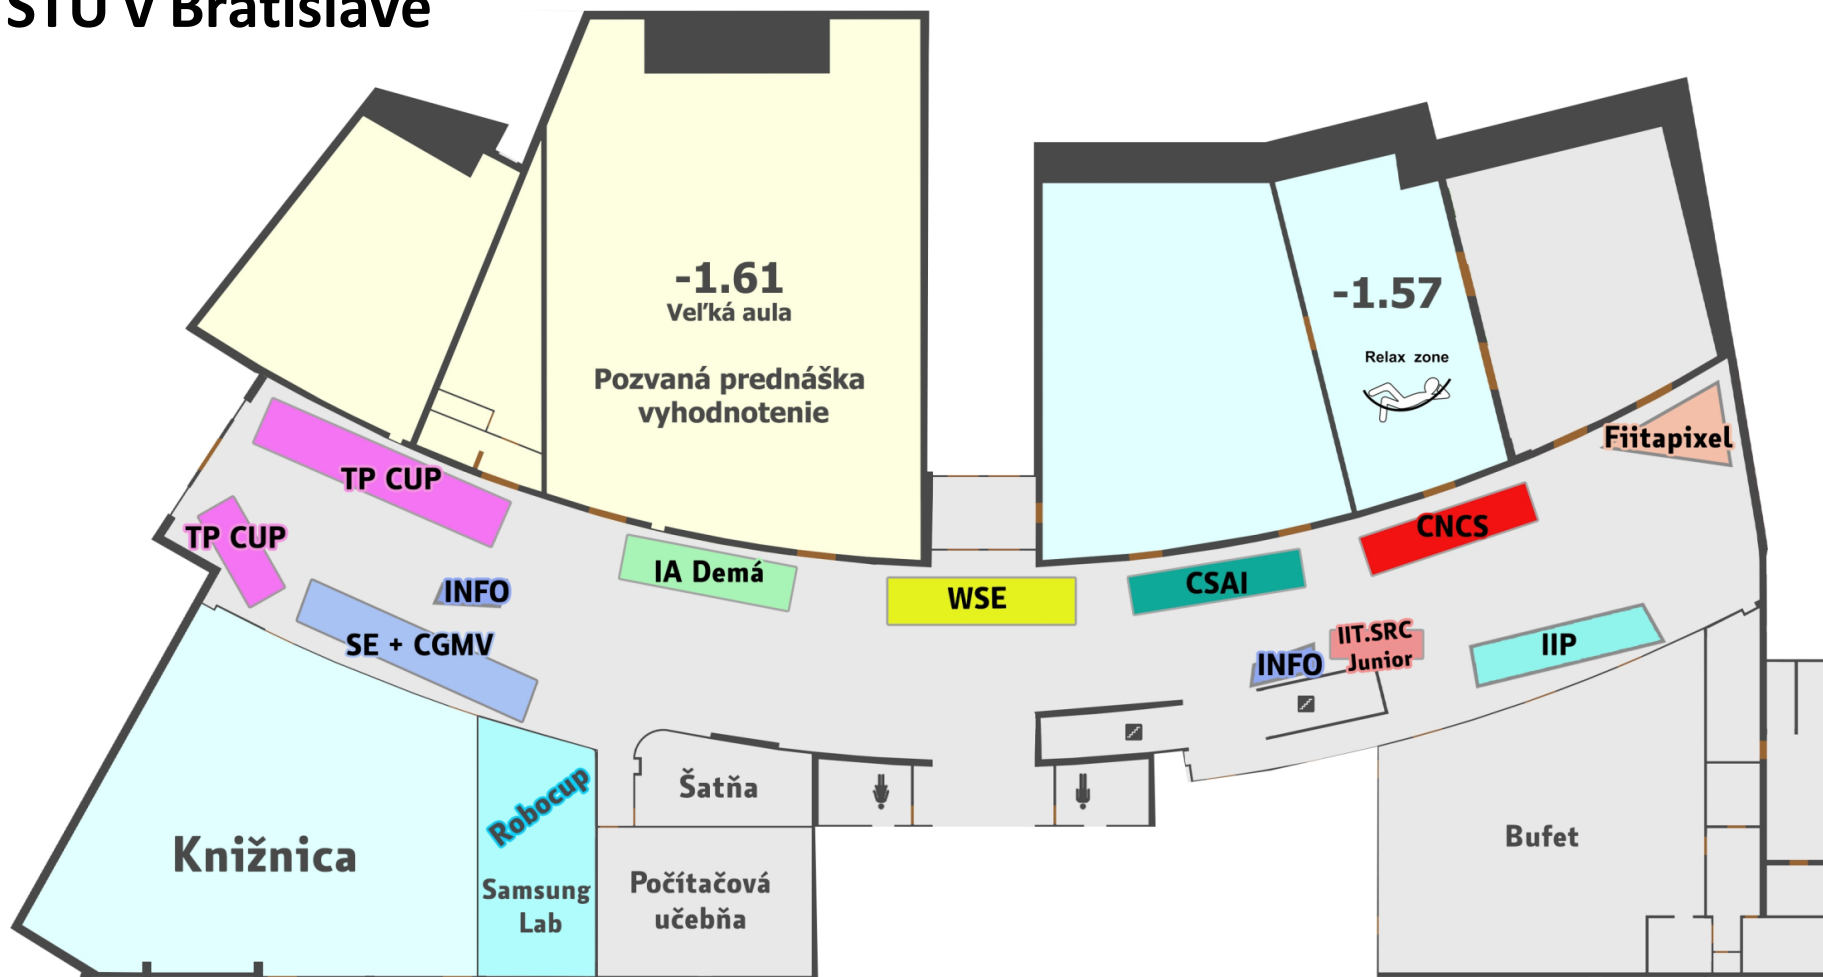 STU v Bratislave
-1.61
Veľká aula
Pozvaná prednáška
vyhodnotenie
-1.57
Relax zone
Fiitapixel
TP CUP
TP CUP
CNCS
IA Demá
CSAI
INFO
WSE
SE + CGMV
IIT.SRC
Junior
IIP
INFO
Robocup
Šatňa
Knižnica
Bufet
Samsung
Lab
Počítačová
učebňa